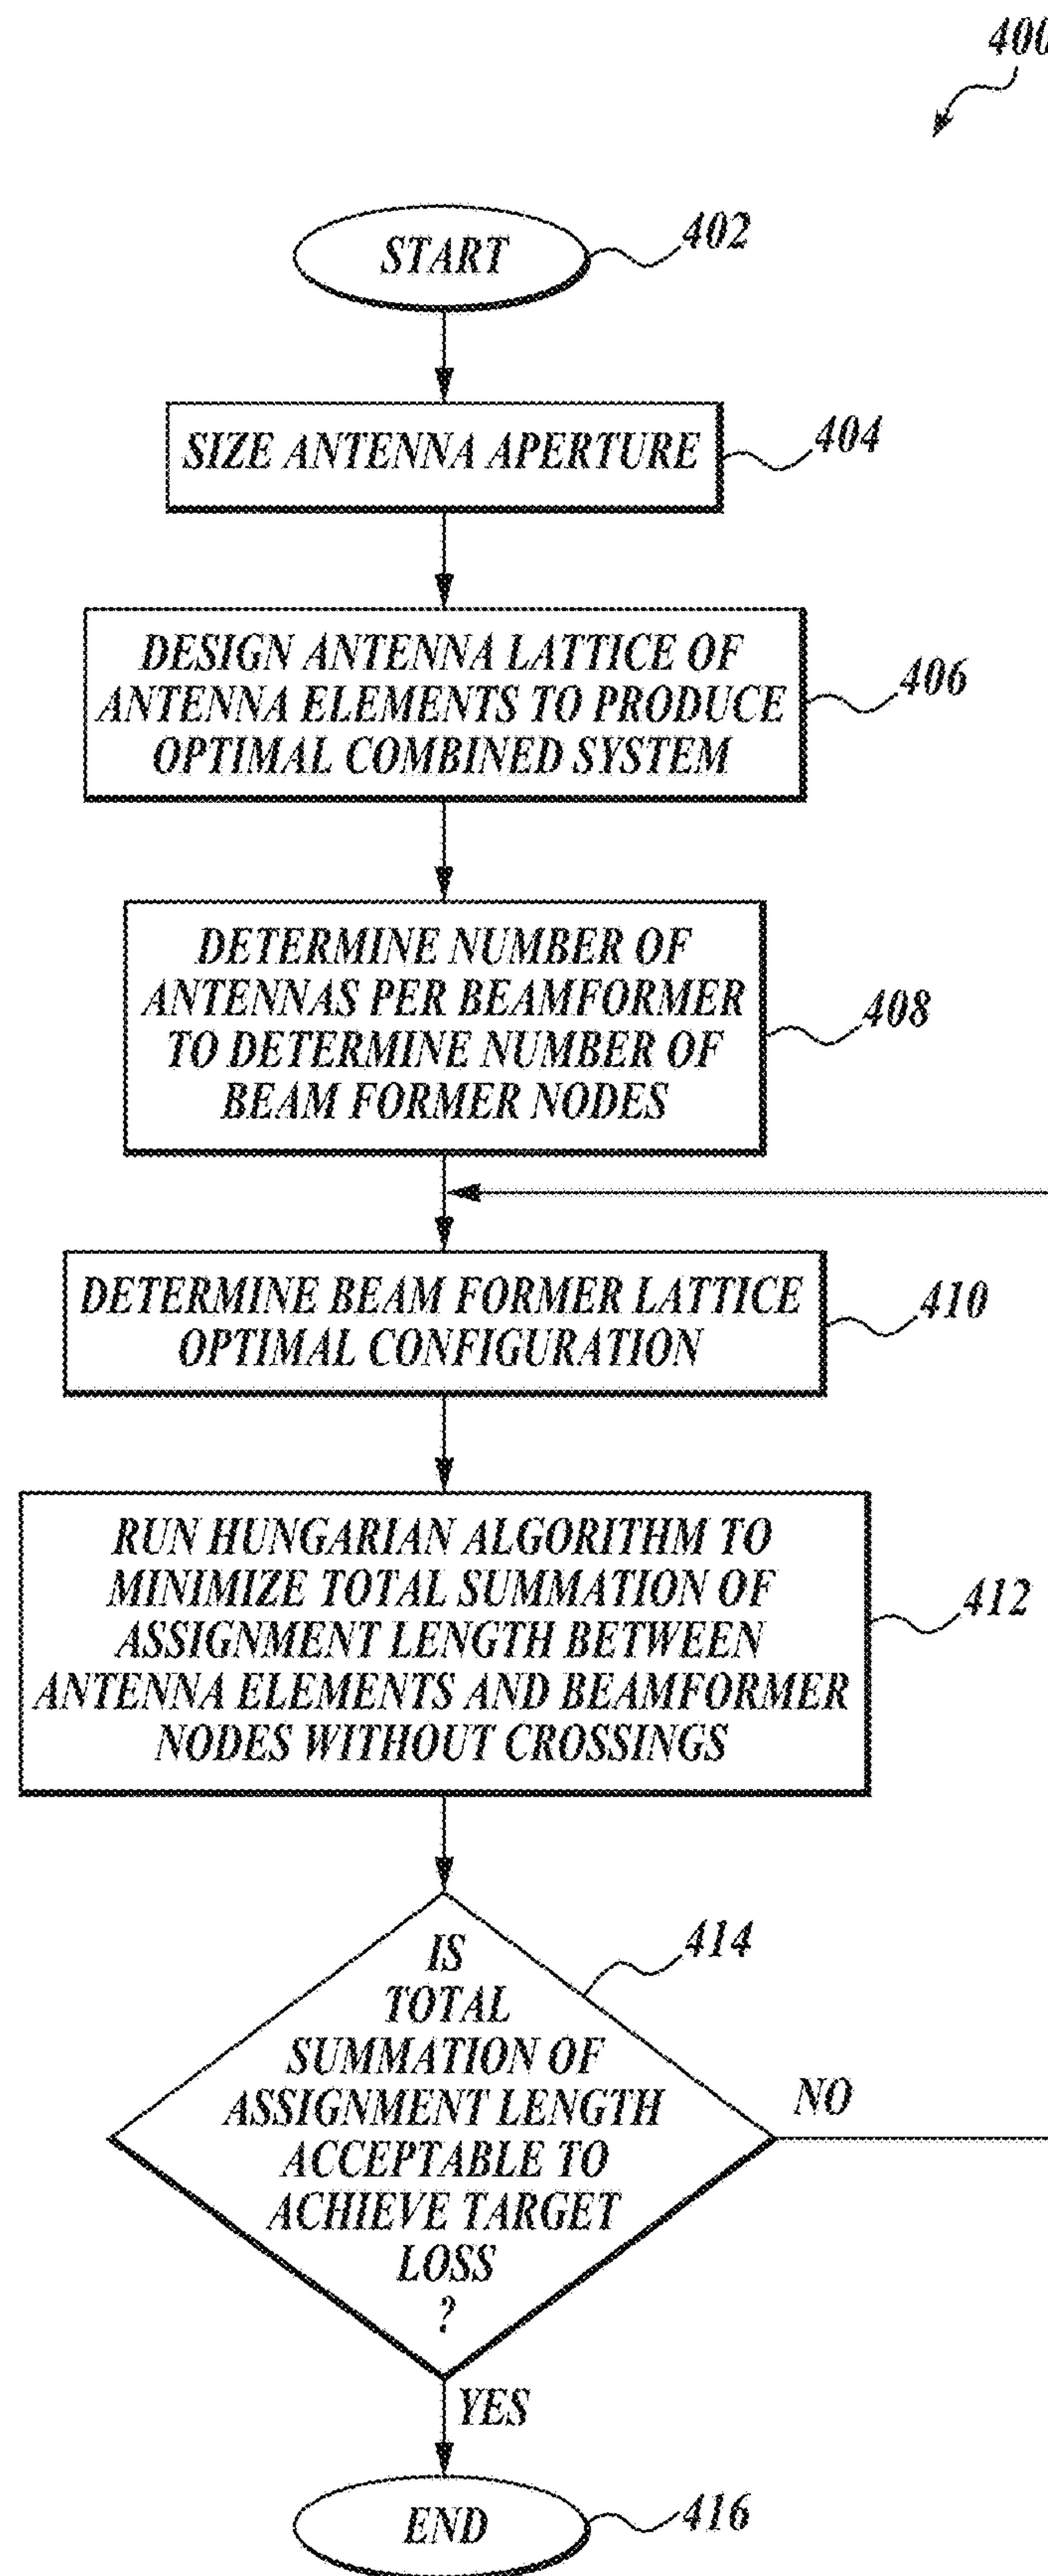 400
START
402
SIZE ANTENNA APERTURE
404
DESIGN ANTENNA LATTICE OF
ANTENNA ELEMENTS TO PRODUCE
OPTIMAL COMBINED SYSTEM
406
DETERMINE NUMBER OF
ANTENNAS PER BEAMFORMER
TO DETERMINE NUMBER OF
BEAM FORMER NODES
408
DETERMINE BEAM FORMER LATTICE
OPTIMAL CONFIGURATION
410
RUN HUNGARIAN ALGORITHM TO
MINIMIZE TOTAL SUMMATION OF
ASSIGNMENT LENGTH BETWEEN
ANTENNA ELEMENTS AND BEAMFORMER
NODES WITHOUT CROSSINGS
412
IS
TOTAL
SUMMATION OF
ASSIGNMENT LENGTH
ACCEPTABLE TO
ACHIEVE TARGET
LOSS
?
414
NO
YES
END
416